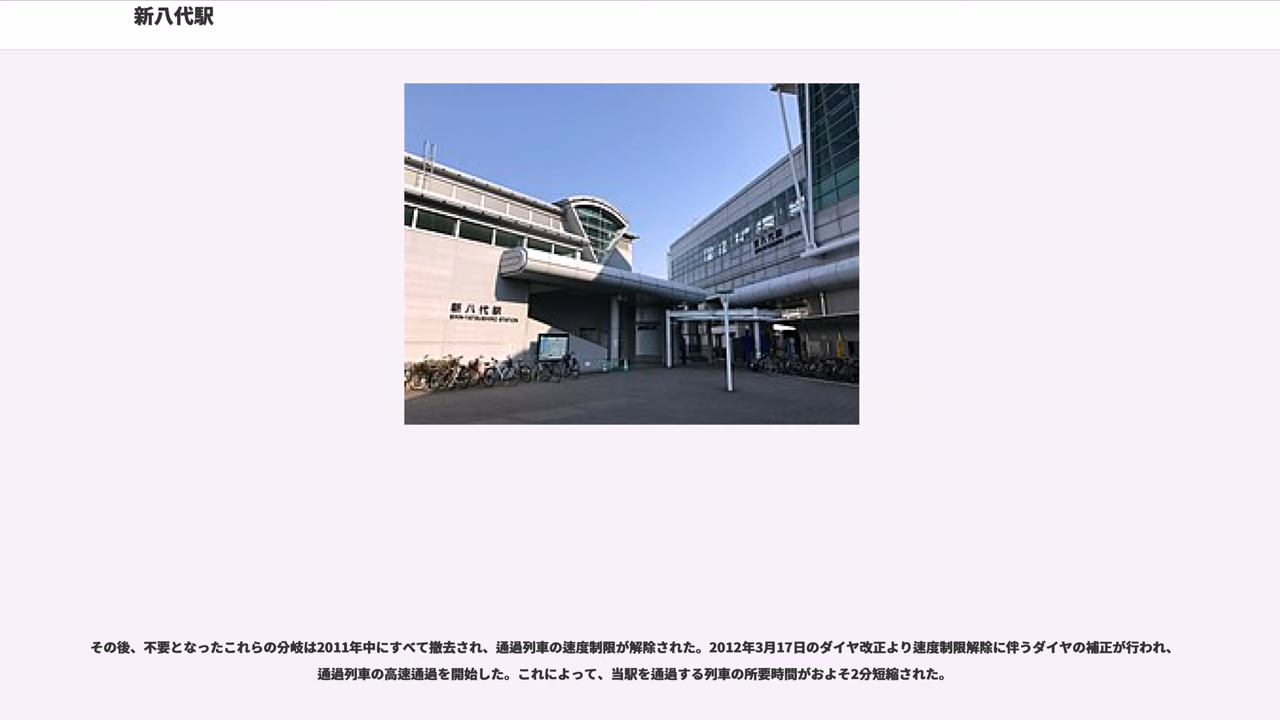 新八代駅
新八代駅
SHIN-YATSUSHIRO STATION
新八代駅
その後、不要となったこれらの分岐は2011年中にすべて撤去され、通過列車の速度制限が解除された。2012年3月17日のダイヤ改正より速度制限解除に伴うダイヤの補正が行われ、
通過列車の高速通過を開始した。これによって、当駅を通過する列車の所要時間がおよそ2分短縮された。